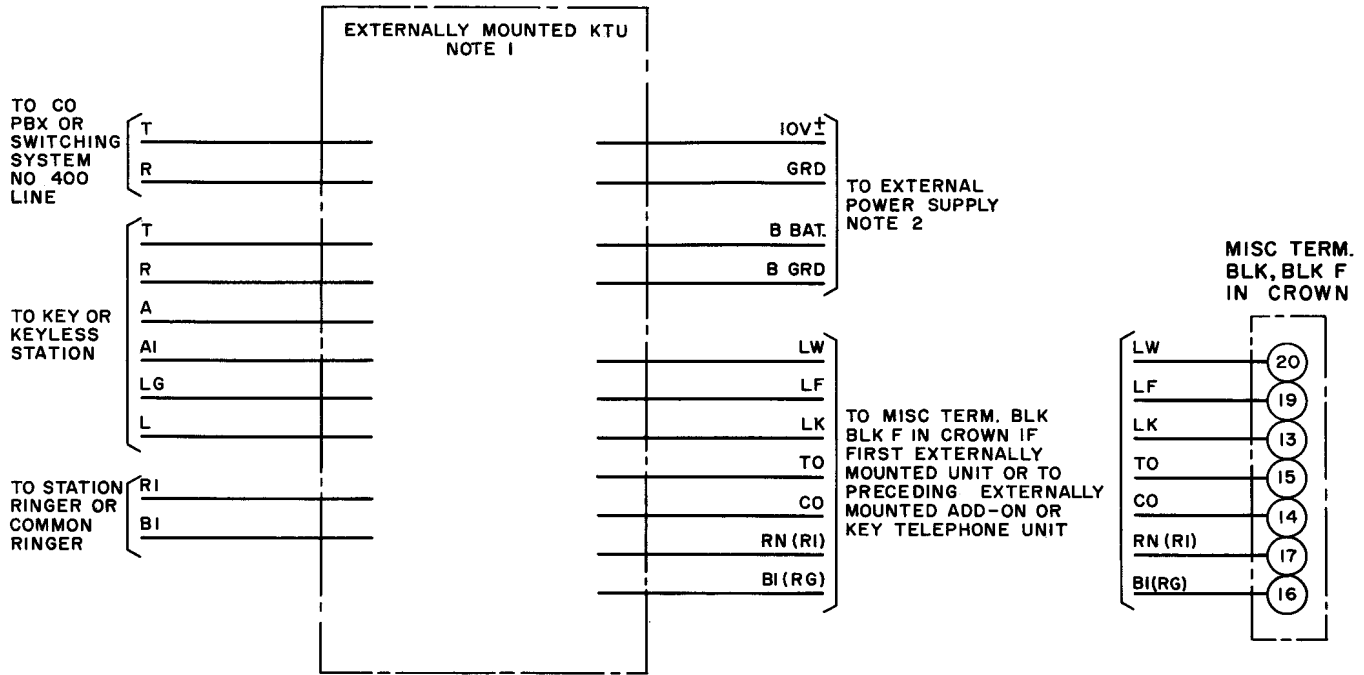 EXTERNALLY MOUNTED KTU
NOTE 1
TO CO
PBX OR
SWITCHING
SYSTEM
NO 400
LINE
T
R
TO KEY OR
KEYLESS
STATION
T
R
A
A1
LG
L
TO STATION
RINGER OR
COMMON
RINGER
R1
B1
10V±
GRD
B BAT.
B GRD
TO EXTERNAL
POWER SUPPLY
NOTE 2
LW
LF
LK
TO
CO
RN (R1)
B1 (RG)
TO MISC TERM. BLK
BLK F IN CROWN IF
FIRST EXTERNALLY
MOUNTED UNIT OR TO
PRECEDING EXTERNALLY
MOUNTED ADD-ON OR
KEY TELEPHONE UNIT
MISC TERM.
BLK, BLK F
IN CROWN
LW 20
LF 19
LK 13
TO 15
CO 14
RN (R1) 17
B1(RG) 16